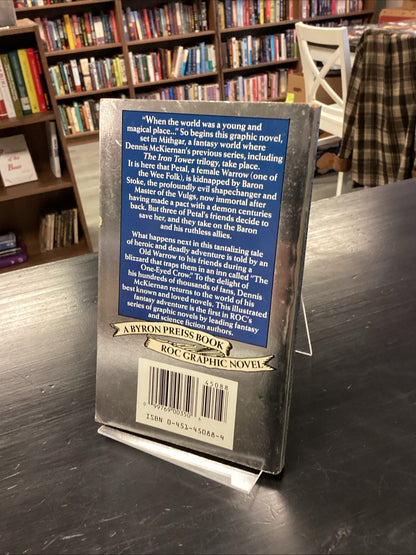 "When the world was a young and
magical place..." So begins this graphic novel,
set in Mithgar, a fantasy world where
Dennis McKiernan's previous series, including
The Iron Tower trilogy, take place.
It is here that Petal, a female Warrow (one of
the Wee Folk), is kidnapped by Baron
Stoke, the profoundly evil shapechanger and
Master of the Vulgs, now immortal after
having made a pact with a demon centuries
back. But three of Petal's friends decide to
save her, and they take on the Baron
and his ruthless allies.
What happens next in this tantalizing tale
of heroic and deadly adventure is told by an
Old Warrow to his friends during a
blizzard that traps them in an inn called "The
One-Eyed Crow." To the delight of
his hundreds of thousands of fans, Dennis
McKiernan returns to the world of his
best known and loved novels. This illustrated
fantasy adventure is the first in ROC's
series of graphic novels by leading fantasy
and science fiction authors.
A BYRON PREISS BOOK
ROC GRAPHIC NOVEL
45088
0 99769 00350 8
ISBN 0-451-45088-4